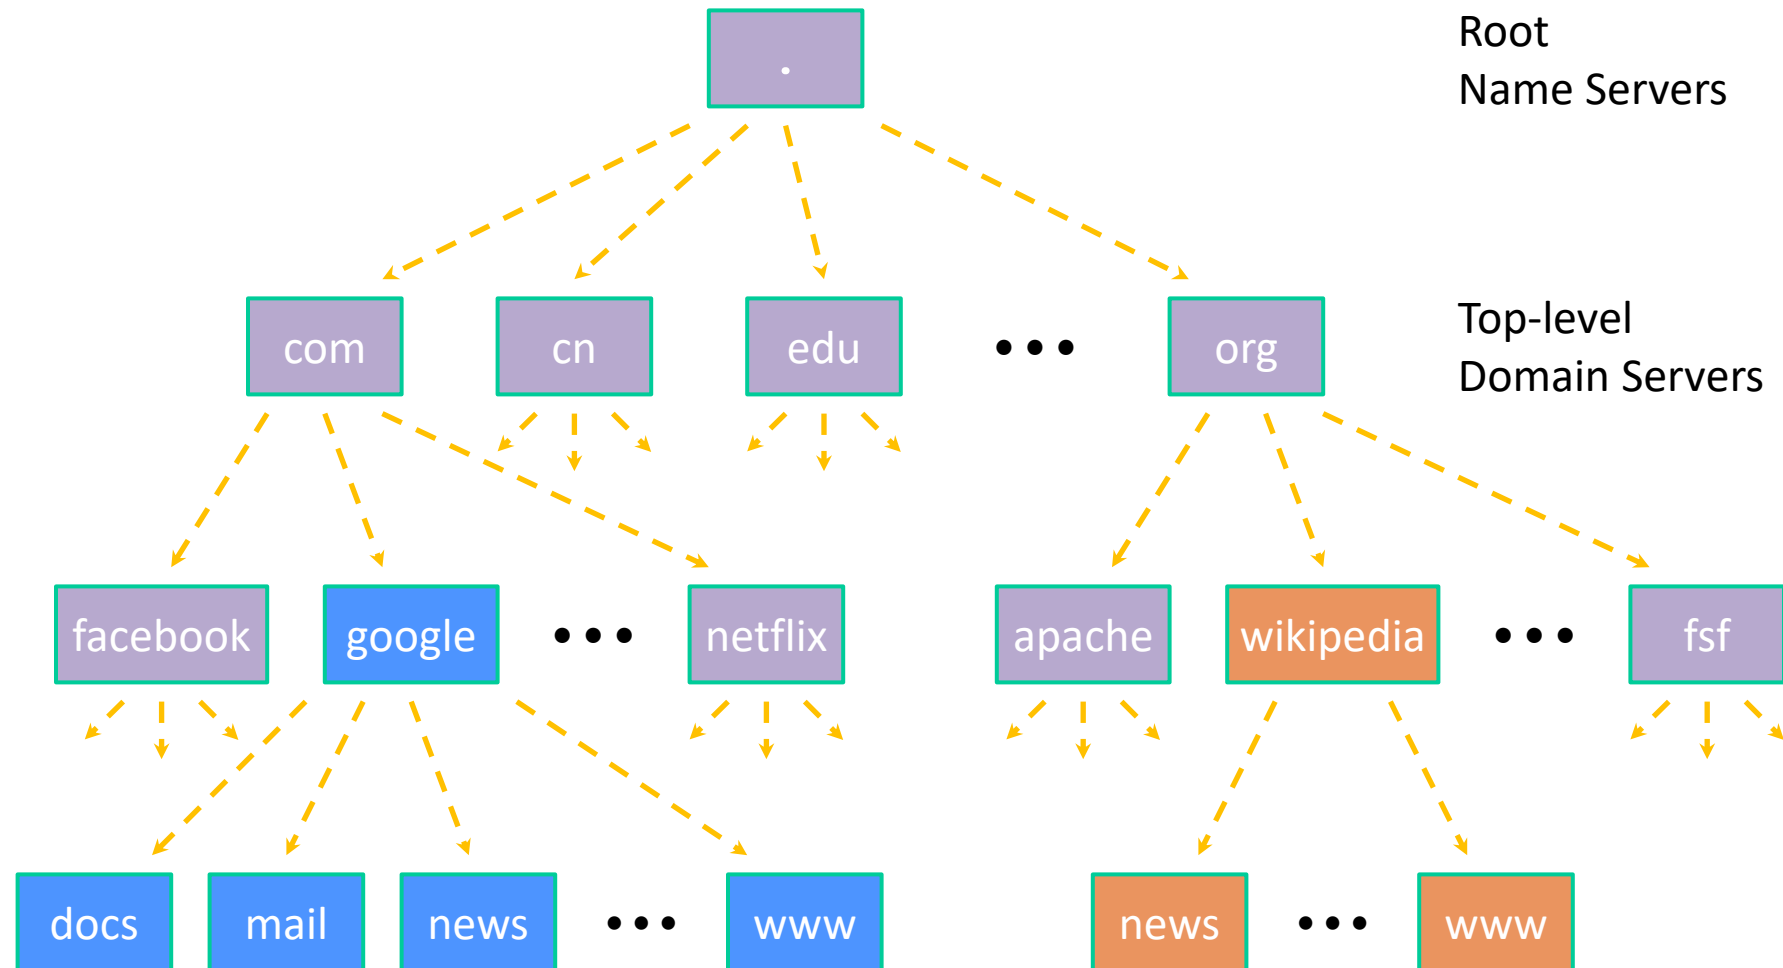 .
Root
Name Servers
com
cn
edu
•••
org
Top-level
Domain Servers
facebook
google
•••
netflix
apache
wikipedia
•••
fsf
docs
mail
news
•••
www
news
•••
www